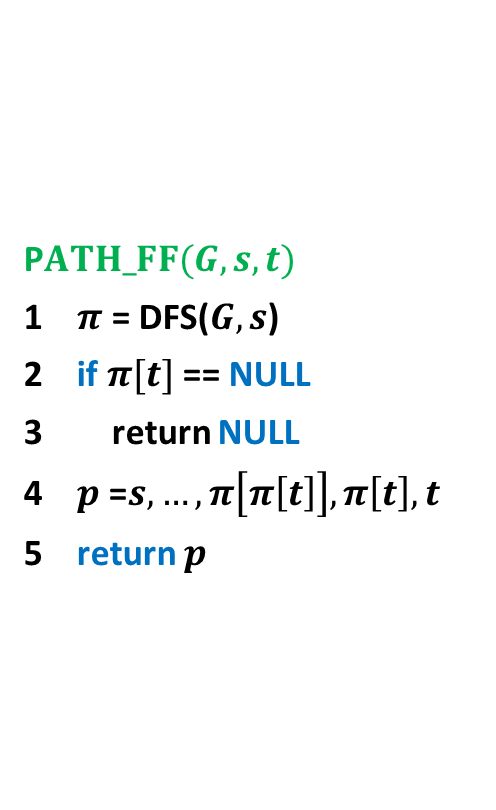 PATH_FF(G, s, t)
1 π = DFS(G, s)
2 if π[t] == NULL
3 return NULL
4 p =s, … , π[π[t]], π[t], t
5 return p